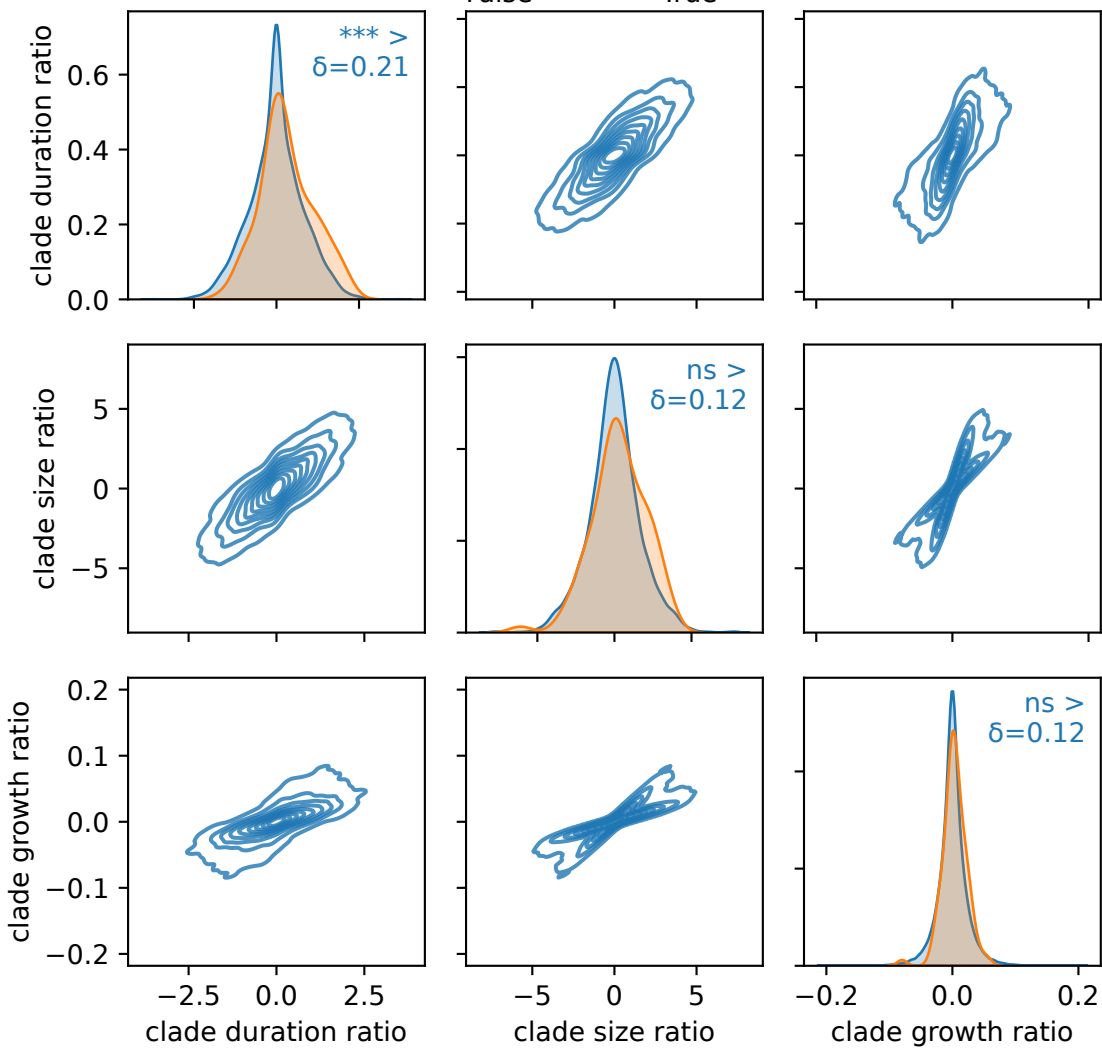 clade duration ratio
0.6
0.4
0.2
0.0
*** >
δ=0.21
clade size ratio
5
0
−5
ns >
δ=0.12
clade growth ratio
0.2
0.1
0.0
−0.1
−0.2
ns >
δ=0.12
−2.5 0.0 2.5
clade duration ratio
−5 0 5
clade size ratio
−0.2 0.0 0.2
clade growth ratio